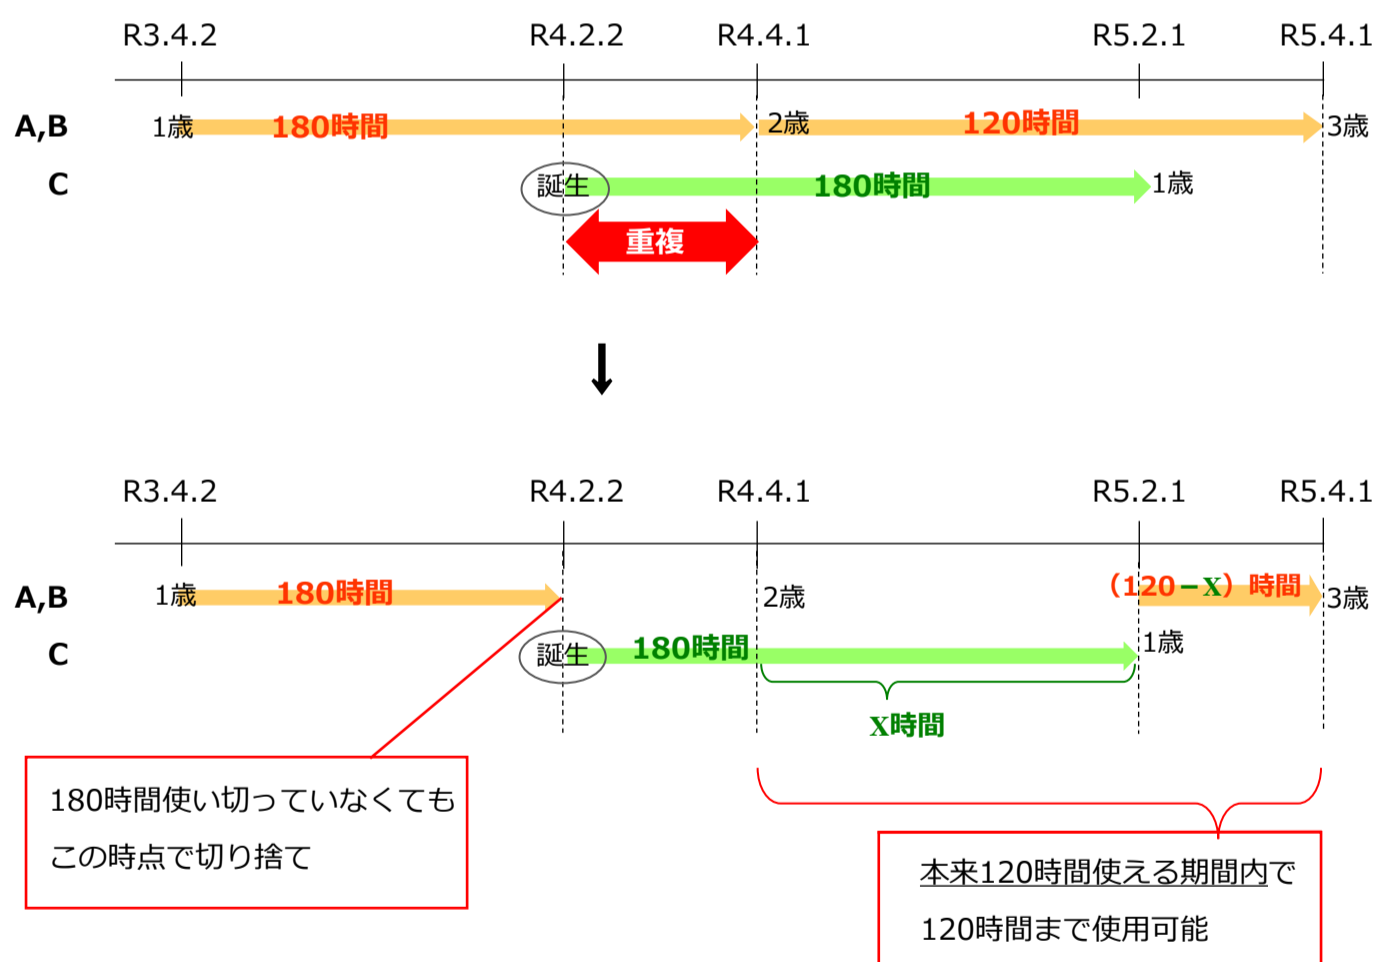 R3.4.2 R4.2.2 R4.4.1 R5.2.1 R5.4.1
A,B 1歳 180時間 2歳 120時間 3歳
C 誕生 180時間 1歳
重複
↓
R3.4.2 R4.2.2 R4.4.1 R5.2.1 R5.4.1
A,B 1歳 180時間 2歳 （120－X）時間 3歳
C 誕生 180時間 1歳
X時間
180時間使い切っていなくても
この時点で切り捨て
本来120時間使える期間内で
120時間まで使用可能